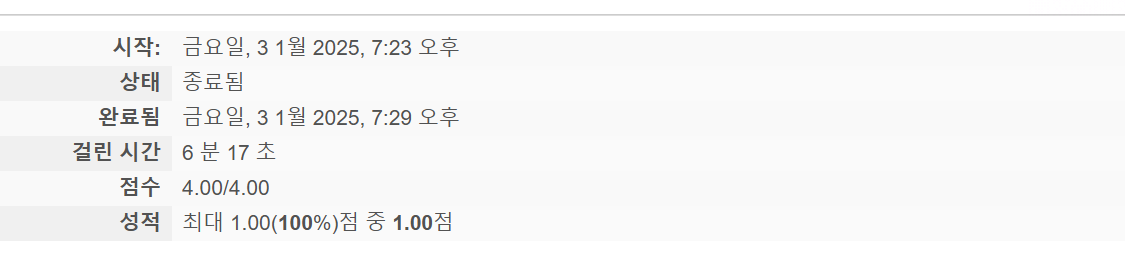 시작: 금요일, 3 1월 2025, 7:23 오후
상태 종료됨
완료됨 금요일, 3 1월 2025, 7:29 오후
걸린 시간 6 분 17 초
점수 4.00/4.00
성적 최대 1.00(100%)점 중 1.00점